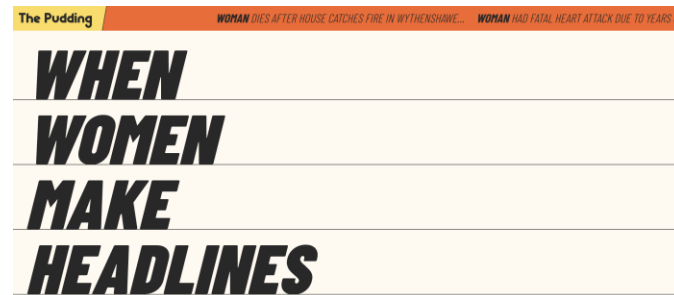 The Pudding
WOMAN DIES AFTER HOUSE CATCHES FIRE IN WYTHENSHAWE... WOMAN HAD FATAL HEART ATTACK DUE TO YEARS
WHEN
WOMEN
MAKE
HEADLINES